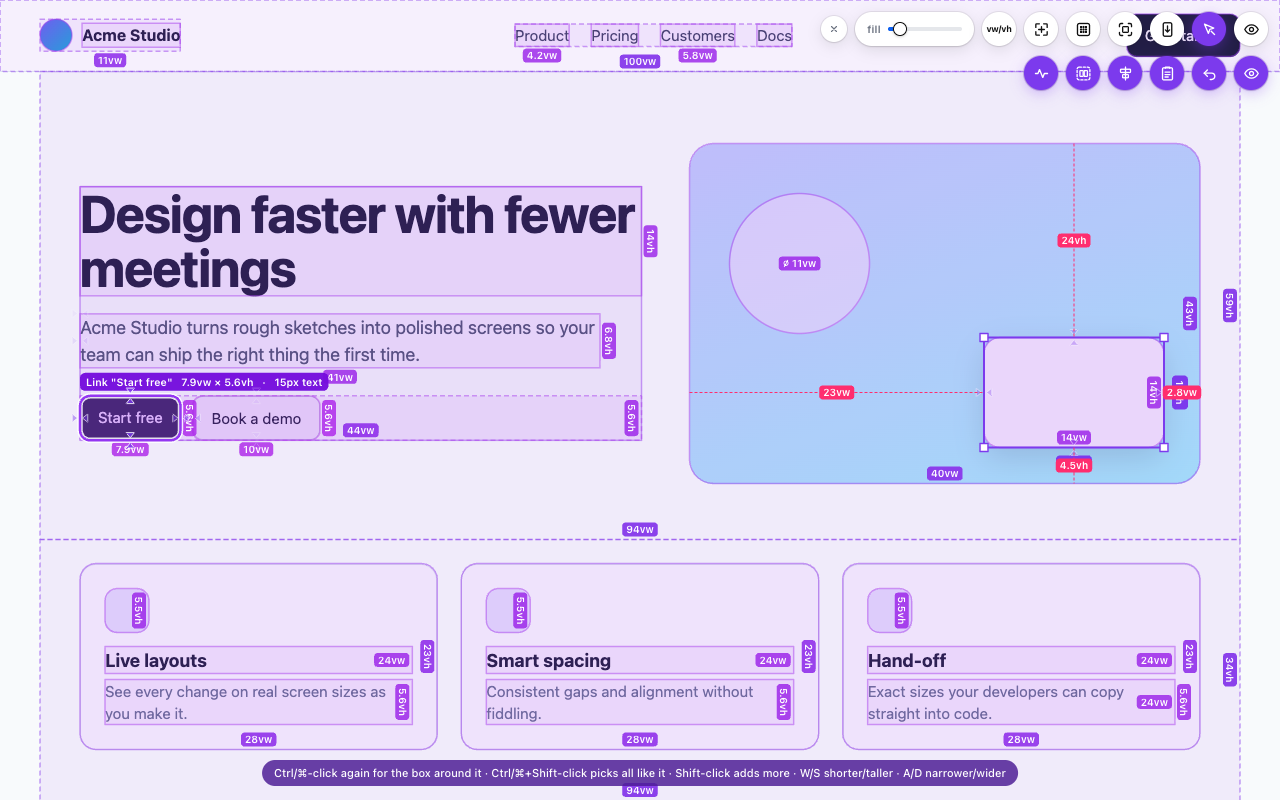 Acme Studio
Product
Pricing
Customers
Docs
fill
vw/vh
11vw
4.2vw
100vw
5.8vw
Design faster with fewer
meetings
14vh
Acme Studio turns rough sketches into polished screens so your
team can ship the right thing the first time.
6.8vh
Link "Start free" 7.9vw × 5.6vh · 15px text
41vw
Start free
Book a demo
5.6vh
5.6vh
44vw
7.9vw
10vw
ø 11vw
24vh
43vh
59vh
23vw
14vh
2.8vw
14vw
4.5vh
40vw
94vw
5.5vh
Live layouts
24vw
23vh
See every change on real screen sizes as
you make it.
5.6vh
28vw
5.5vh
Smart spacing
24vw
23vh
Consistent gaps and alignment without
fiddling.
5.6vh
28vw
5.5vh
Hand-off
24vw
23vh
34vh
Exact sizes your developers can copy
straight into code.
24vw
5.6vh
28vw
Ctrl/⌘-click again for the box around it · Ctrl/⌘+Shift-click picks all like it · Shift-click adds more · W/S shorter/taller · A/D narrower/wider
94vw